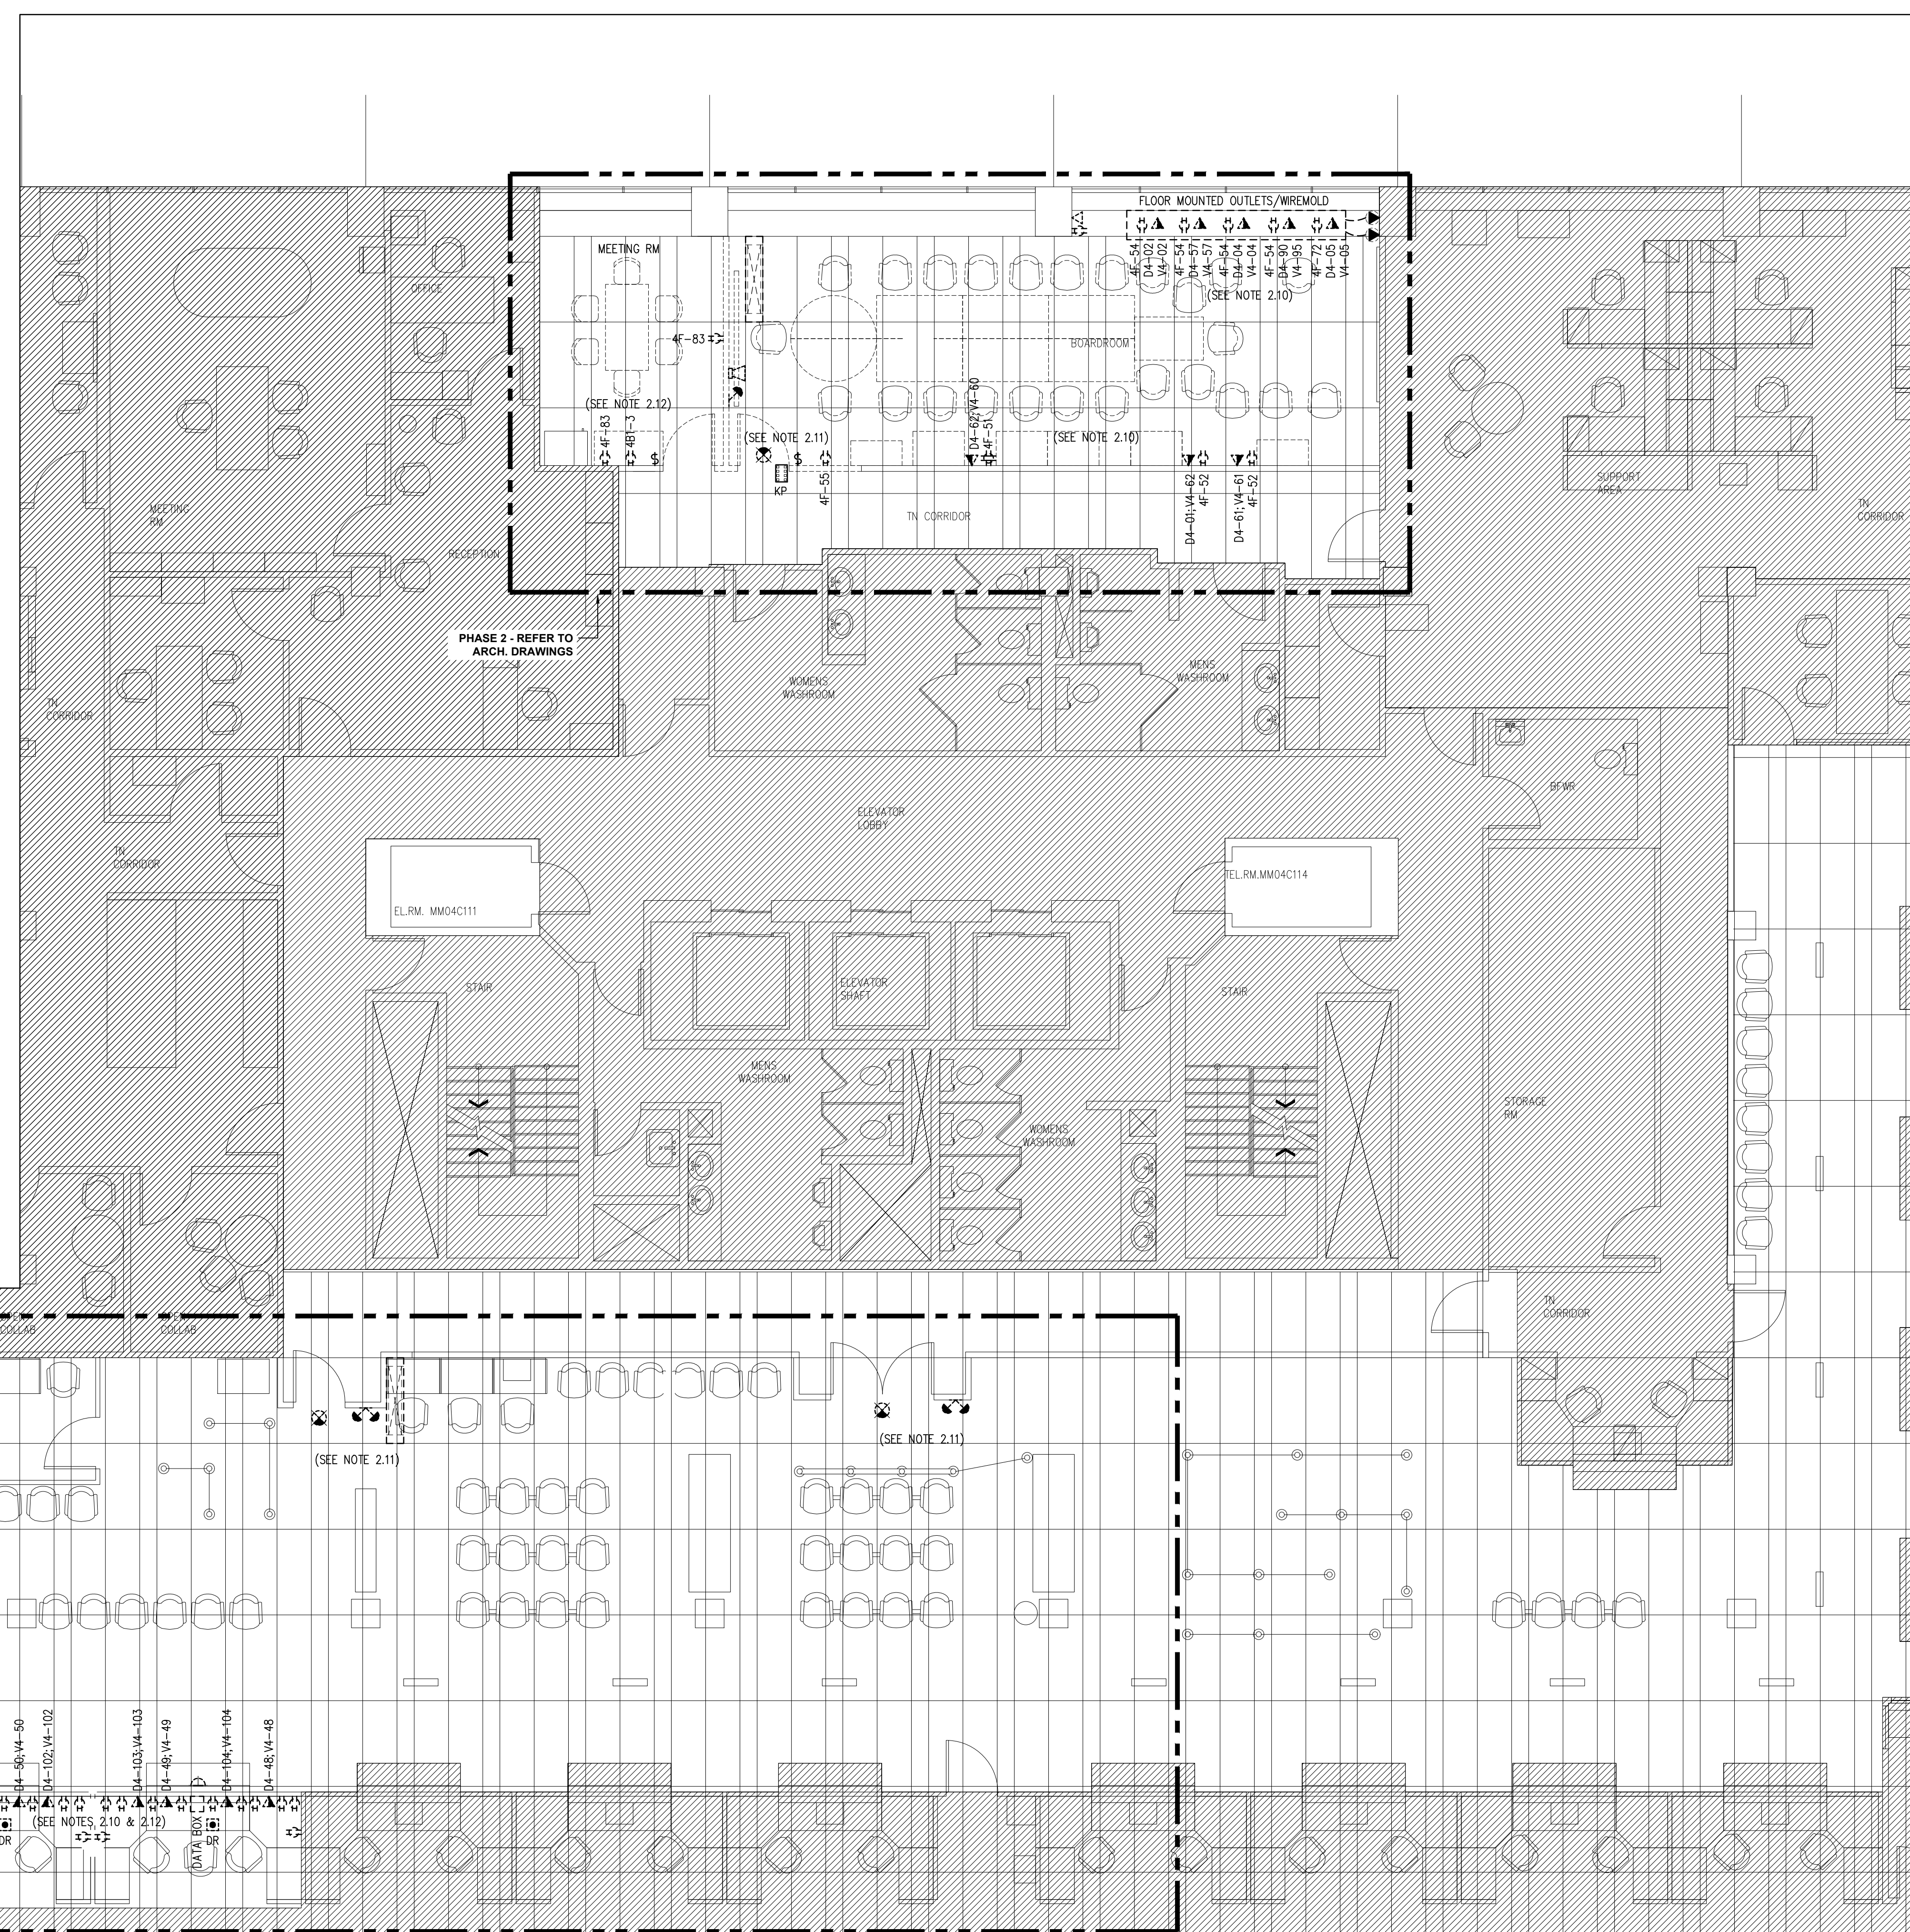 FLOOR MOUNTED OUTLETS/WIREMOLD
MEETING RM
4F-54
D4-02
V4-02
4F-54
D4-57
V4-57
4F-54
D4-04
V4-04
4F-54
D4-90
V4-95
4F-72
D4-05
V4-05
(SEE NOTE 2.10)
OFFICE
4F-83
BOARDROOM
(SEE NOTE 2.12)
4F-83
4B1-3
$
(SEE NOTE 2.11)
$
KP
4F-55
D4-62;V4-60
4F-51
(SEE NOTE 2.10)
D4-01;V4-62
4F-52
D4-61;V4-61
4F-52
TN CORRIDOR
SUPPORT
AREA
TN
CORRIDOR
MEETING
RM
RECEPTION
PHASE 2 - REFER TO
ARCH. DRAWINGS
WOMENS
WASHROOM
MENS
WASHROOM
TN
CORRIDOR
BFWR
ELEVATOR
LOBBY
TN
CORRIDOR
EL.RM. MM04C111
TEL.RM.MM04C114
STAIR
ELEVATOR
SHAFT
STAIR
MENS
WASHROOM
WOMENS
WASHROOM
STORAGE
RM
TN
CORRIDOR
OPEN
COLLAB
OPEN
COLLAB
(SEE NOTE 2.11)
(SEE NOTE 2.11)
D4-50;V4-50
D4-102;V4-102
D4-103;V4-103
D4-49;V4-49
D4-104;V4-104
D4-48;V4-48
(SEE NOTES 2.10 & 2.12)
DR
DATA BOX
DR